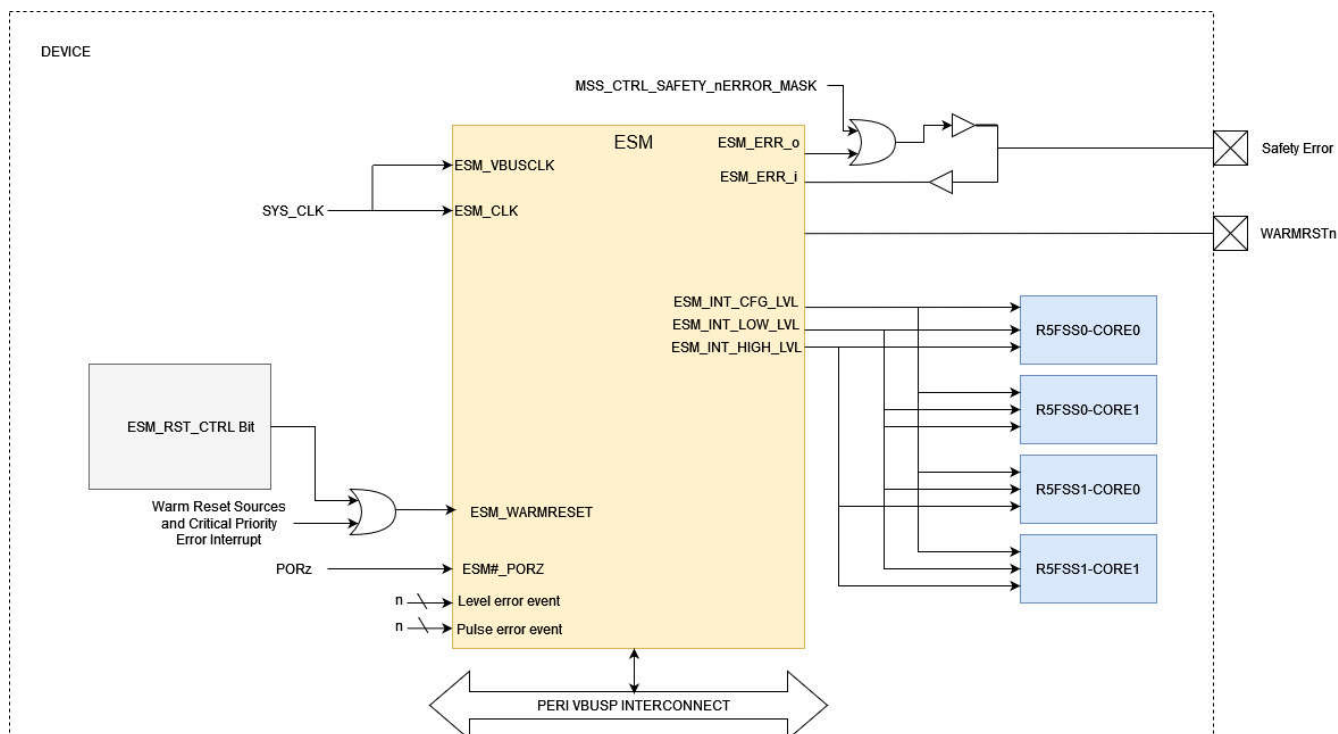 DEVICE
MSS_CTRL_SAFETY_nERROR_MASK
ESM
ESM_ERR_o
Safety Error
ESM_VBUSCLK
ESM_ERR_i
SYS_CLK
ESM_CLK
WARMRSTn
ESM_INT_CFG_LVL
ESM_INT_LOW_LVL
ESM_INT_HIGH_LVL
R5FSS0-CORE0
R5FSS0-CORE1
ESM_RST_CTRL Bit
R5FSS1-CORE0
Warm Reset Sources
and Critical Priority
Error Interrupt
ESM_WARMRESET
PORz
ESM#_PORZ
R5FSS1-CORE1
n
Level error event
n
Pulse error event
PERI VBUSP INTERCONNECT